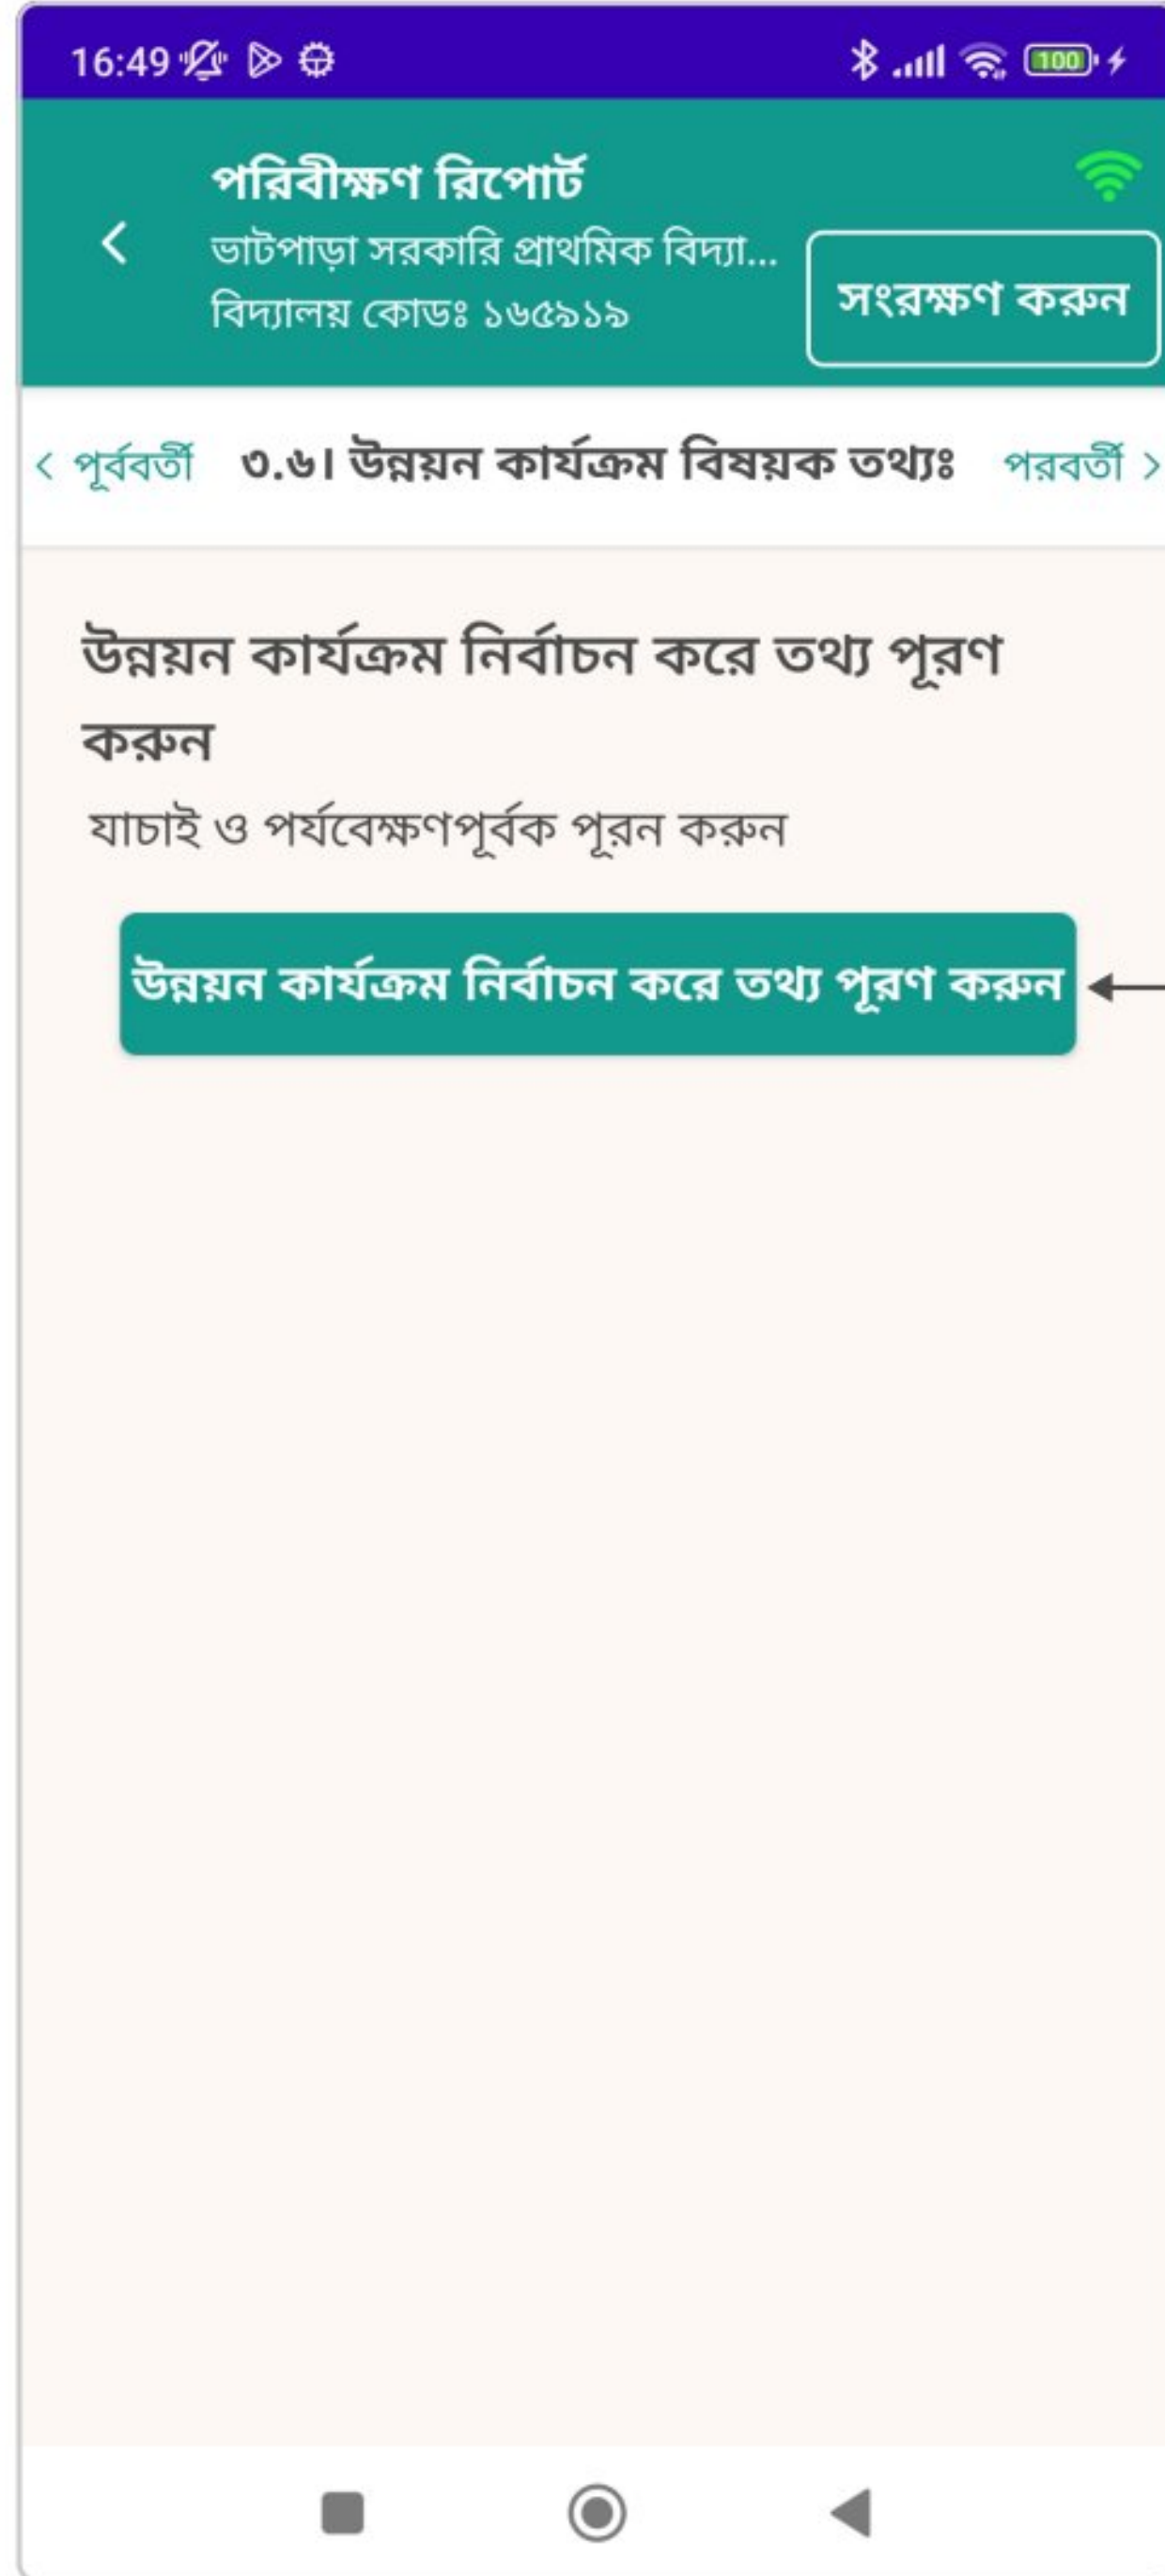 16:49
100
পরিবীক্ষণ রিপোর্ট
ভাটপাড়া সরকারি প্রাথমিক বিদ্যা...
বিদ্যালয় কোডঃ ১৬৫৯১৯
সংরক্ষণ করুন
< পূর্ববর্তী ৩.৬। উন্নয়ন কার্যক্রম বিষয়ক তথ্যঃ পরবর্তী >
উন্নয়ন কার্যক্রম নির্বাচন করে তথ্য পূরণ
করুন
যাচাই ও পর্যবেক্ষণপূর্বক পূরন করুন
উন্নয়ন কার্যক্রম নির্বাচন করে তথ্য পূরণ করুন